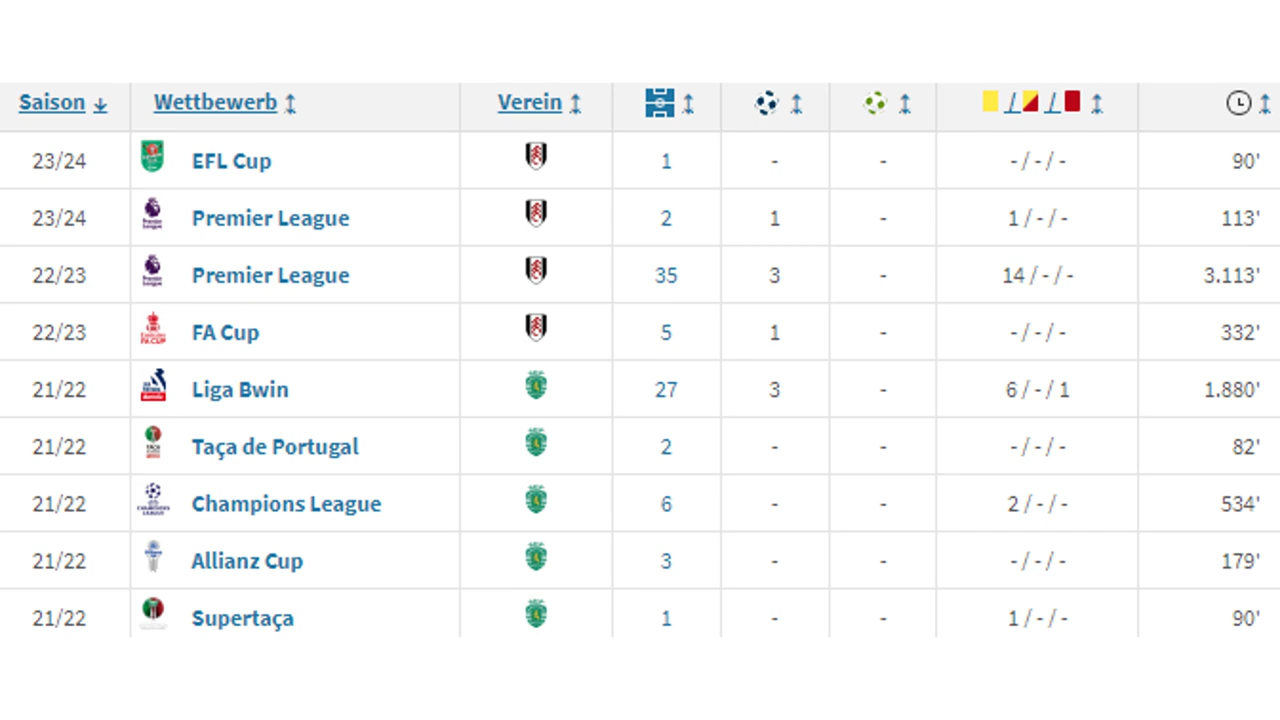 Saison Wettbewerb Verein / /
23/24 EFL Cup 1 - - - / - / - 90'
23/24 Premier League 2 1 - 1 / - / - 113'
22/23 Premier League 35 3 - 14 / - / - 3.113'
22/23 FA Cup 5 1 - - / - / - 332'
21/22 Liga Bwin 27 3 - 6 / - / 1 1.880'
21/22 Taça de Portugal 2 - - - / - / - 82'
21/22 Champions League 6 - - 2 / - / - 534'
21/22 Allianz Cup 3 - - - / - / - 179'
21/22 Supertaça 1 - - 1 / - / - 90'